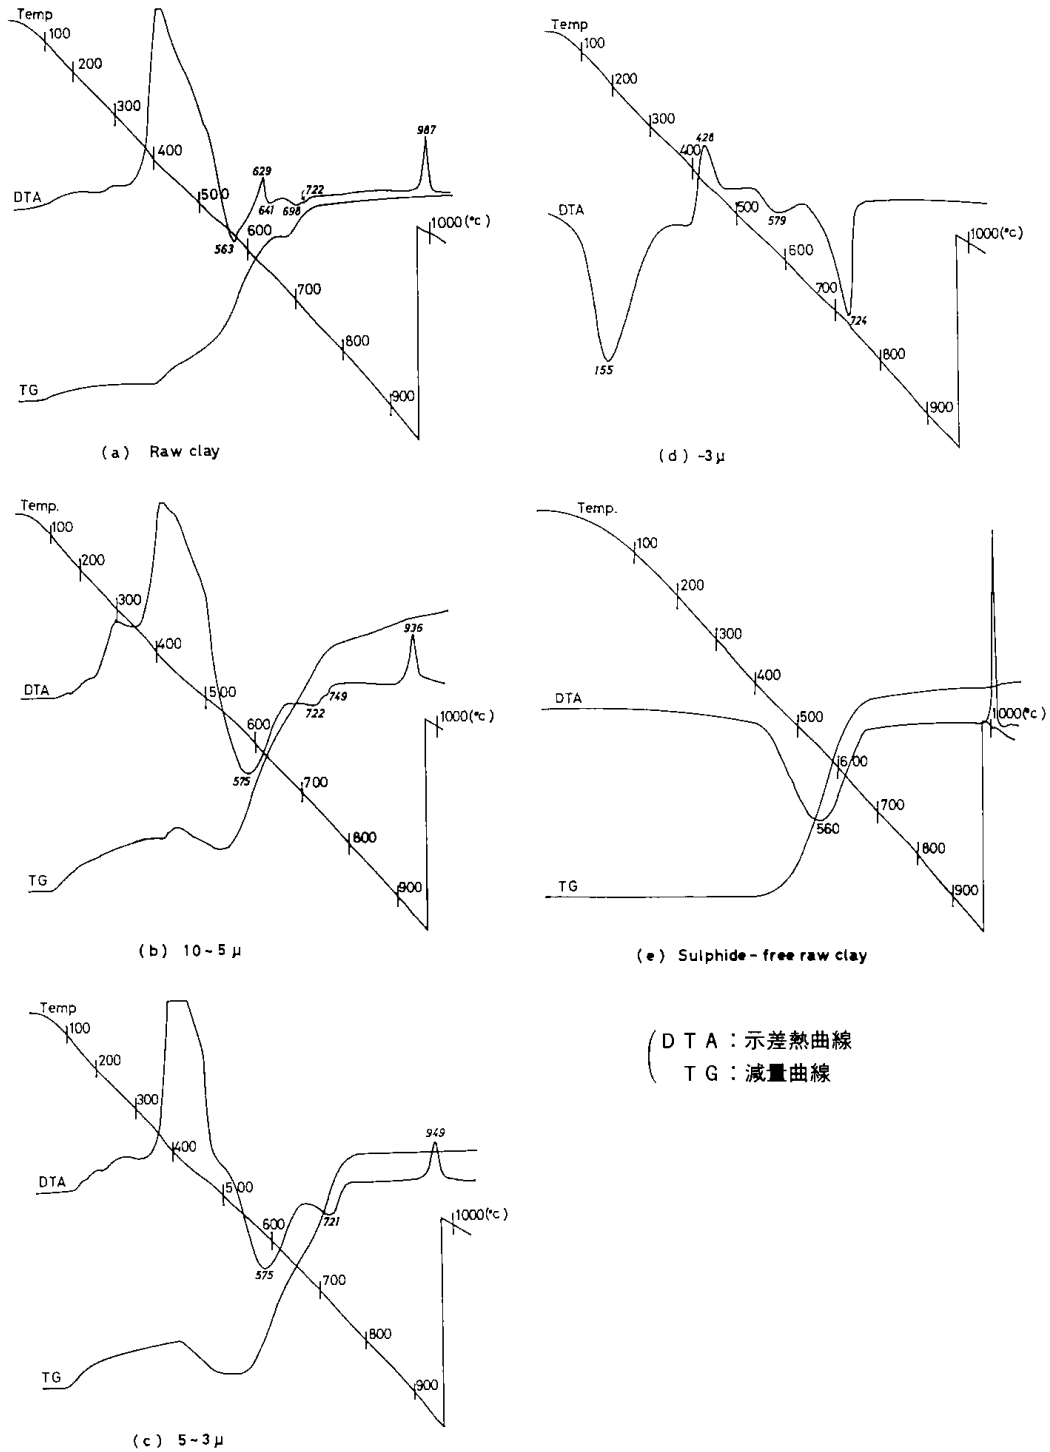 Temp
100
200
300
400
500
600
700
800
900
1000(°c)
DTA
TG
563
629
641
698
722
987
(a) Raw clay
Temp
100
200
300
400
500
600
700
800
900
1000(°c)
DTA
155
428
579
724
(d) -3μ
Temp.
100
200
300
400
500
600
700
800
900
1000(°c)
DTA
TG
575
722
749
936
(b) 10~5 μ
Temp.
100
200
300
400
500
600
700
800
900
1000(°c)
DTA
TG
560
(e) Sulphide-free raw clay
Temp
100
200
300
400
500
600
700
800
900
1000(°c)
DTA
TG
575
721
949
(c) 5~3μ
DTA：示差熱曲線
TG：減量曲線